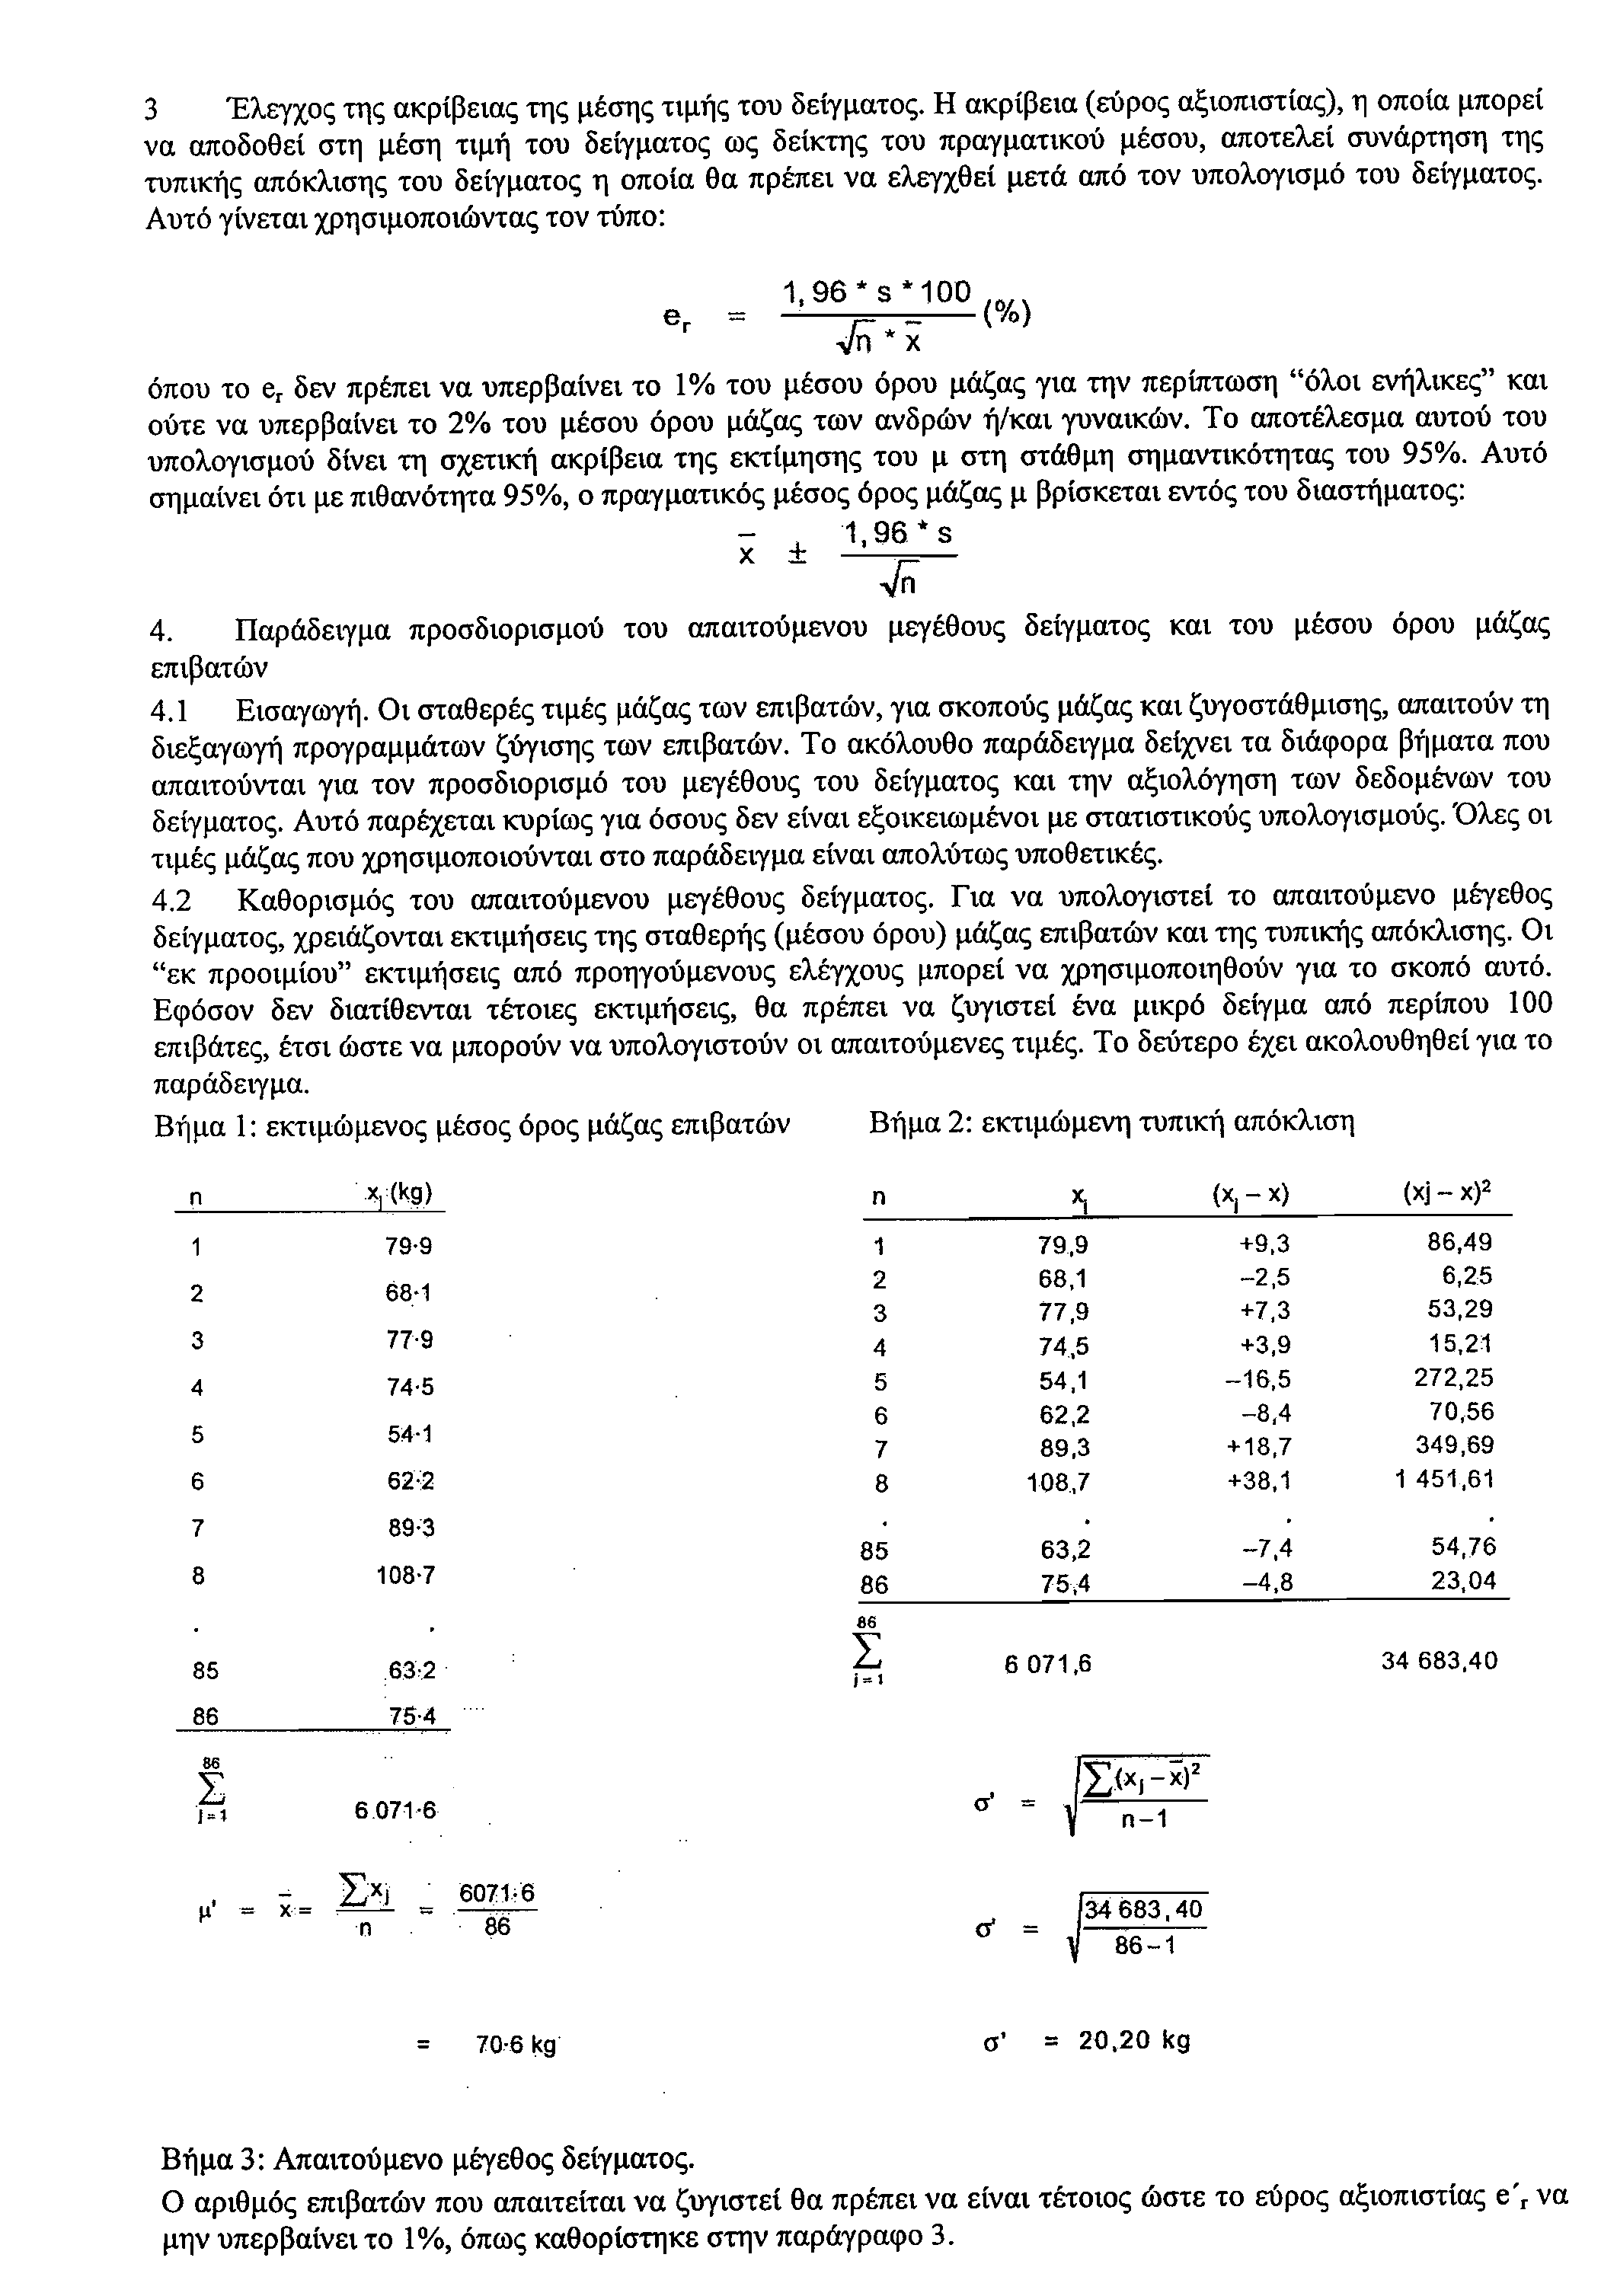 3 Έλεγχος της ακρίβειας της μέσης τιμής του δείγματος. Η ακρίβεια (εύρος αξιοπιστίας), η οποία μπορεί
να αποδοθεί στη μέση τιμή του δείγματος ως δείκτης του πραγματικού μέσου, αποτελεί συνάρτηση της
τυπικής απόκλισης του δείγματος η οποία θα πρέπει να ελεγχθεί μετά από τον υπολογισμό του δείγματος.
Αυτό γίνεται χρησιμοποιώντας τον τύπο:
1,96 * s * 100
e_r = (%)
√n * x̄
όπου το e_r δεν πρέπει να υπερβαίνει το 1% του μέσου όρου μάζας για την περίπτωση “όλοι ενήλικες” και
ούτε να υπερβαίνει το 2% του μέσου όρου μάζας των ανδρών ή/και γυναικών. Το αποτέλεσμα αυτού του
υπολογισμού δίνει τη σχετική ακρίβεια της εκτίμησης του μ στη στάθμη σημαντικότητας του 95%. Αυτό
σημαίνει ότι με πιθανότητα 95%, ο πραγματικός μέσος όρος μάζας μ βρίσκεται εντός του διαστήματος:
1,96 * s
x̄ ±
√n
4. Παράδειγμα προσδιορισμού του απαιτούμενου μεγέθους δείγματος και του μέσου όρου μάζας
επιβατών
4.1 Εισαγωγή. Οι σταθερές τιμές μάζας των επιβατών, για σκοπούς μάζας και ζυγοστάθμισης, απαιτούν τη
διεξαγωγή προγραμμάτων ζύγισης των επιβατών. Το ακόλουθο παράδειγμα δείχνει τα διάφορα βήματα που
απαιτούνται για τον προσδιορισμό του μεγέθους του δείγματος και την αξιολόγηση των δεδομένων του
δείγματος. Αυτό παρέχεται κυρίως για όσους δεν είναι εξοικειωμένοι με στατιστικούς υπολογισμούς. Όλες οι
τιμές μάζας που χρησιμοποιούνται στο παράδειγμα είναι απολύτως υποθετικές.
4.2 Καθορισμός του απαιτούμενου μεγέθους δείγματος. Για να υπολογιστεί το απαιτούμενο μέγεθος
δείγματος, χρειάζονται εκτιμήσεις της σταθερής (μέσου όρου) μάζας επιβατών και της τυπικής απόκλισης. Οι
“εκ προοιμίου” εκτιμήσεις από προηγούμενους ελέγχους μπορεί να χρησιμοποιηθούν για το σκοπό αυτό.
Εφόσον δεν διατίθενται τέτοιες εκτιμήσεις, θα πρέπει να ζυγιστεί ένα μικρό δείγμα από περίπου 100
επιβάτες, έτσι ώστε να μπορούν να υπολογιστούν οι απαιτούμενες τιμές. Το δεύτερο έχει ακολουθηθεί για το
παράδειγμα.
Βήμα 1: εκτιμώμενος μέσος όρος μάζας επιβατών
n x_j (kg)
1 79·9
2 68·1
3 77·9
4 74·5
5 54·1
6 62·2
7 89·3
8 108·7
. .
85 63·2
86 75·4
86
Σ 6 071·6
j=1
μ' = x̄ = Σx_j / n = 6071·6 / 86
= 70·6 kg
Βήμα 2: εκτιμώμενη τυπική απόκλιση
n x_j (x_j – x) (xj – x)²
1 79,9 +9,3 86,49
2 68,1 –2,5 6,25
3 77,9 +7,3 53,29
4 74,5 +3,9 15,21
5 54,1 –16,5 272,25
6 62,2 –8,4 70,56
7 89,3 +18,7 349,69
8 108,7 +38,1 1 451,61
. . . .
85 63,2 –7,4 54,76
86 75,4 –4,8 23,04
86
Σ 6 071,6 34 683,40
j=1
σ' = √(Σ(x_j – x̄)² / n–1)
σ' = √(34 683,40 / 86–1)
σ' = 20,20 kg
Βήμα 3: Απαιτούμενο μέγεθος δείγματος.
Ο αριθμός επιβατών που απαιτείται να ζυγιστεί θα πρέπει να είναι τέτοιος ώστε το εύρος αξιοπιστίας e´_r να
μην υπερβαίνει το 1%, όπως καθορίστηκε στην παράγραφο 3.